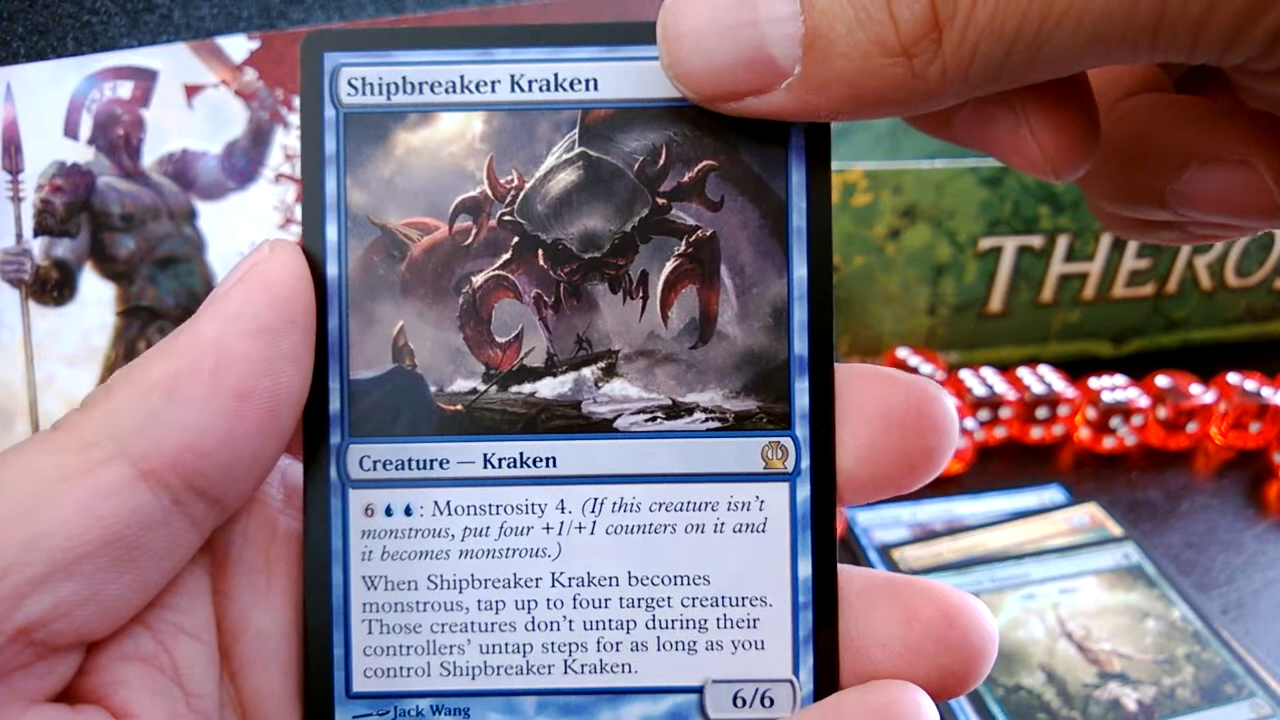 Shipbreaker Kraken
THERO
Creature — Kraken
6 : Monstrosity 4. (If this creature isn't
monstrous, put four +1/+1 counters on it and
it becomes monstrous.)
When Shipbreaker Kraken becomes
monstrous, tap up to four target creatures.
Those creatures don't untap during their
controllers' untap steps for as long as you
control Shipbreaker Kraken.
6/6
Jack Wang